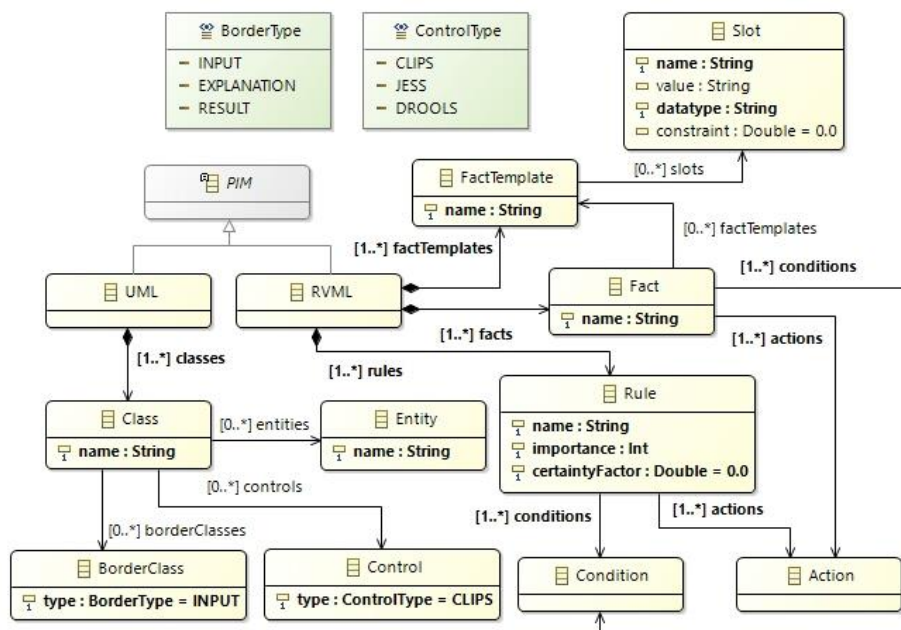 BorderType
INPUT
EXPLANATION
RESULT
ControlType
CLIPS
JESS
DROOLS
Slot
name : String
value : String
datatype : String
constraint : Double = 0.0
[0..*] slots
PIM
FactTemplate
name : String
[1..*] factTemplates
[0..*] factTemplates
[1..*] conditions
UML
RVML
Fact
name : String
[1..*] classes
[1..*] rules
[1..*] facts
[1..*] actions
Class
name : String
[0..*] entities
Entity
name : String
Rule
name : String
importance : Int
certaintyFactor : Double = 0.0
[0..*] controls
[0..*] borderClasses
[1..*] conditions
[1..*] actions
BorderClass
type : BorderType = INPUT
Control
type : ControlType = CLIPS
Condition
Action